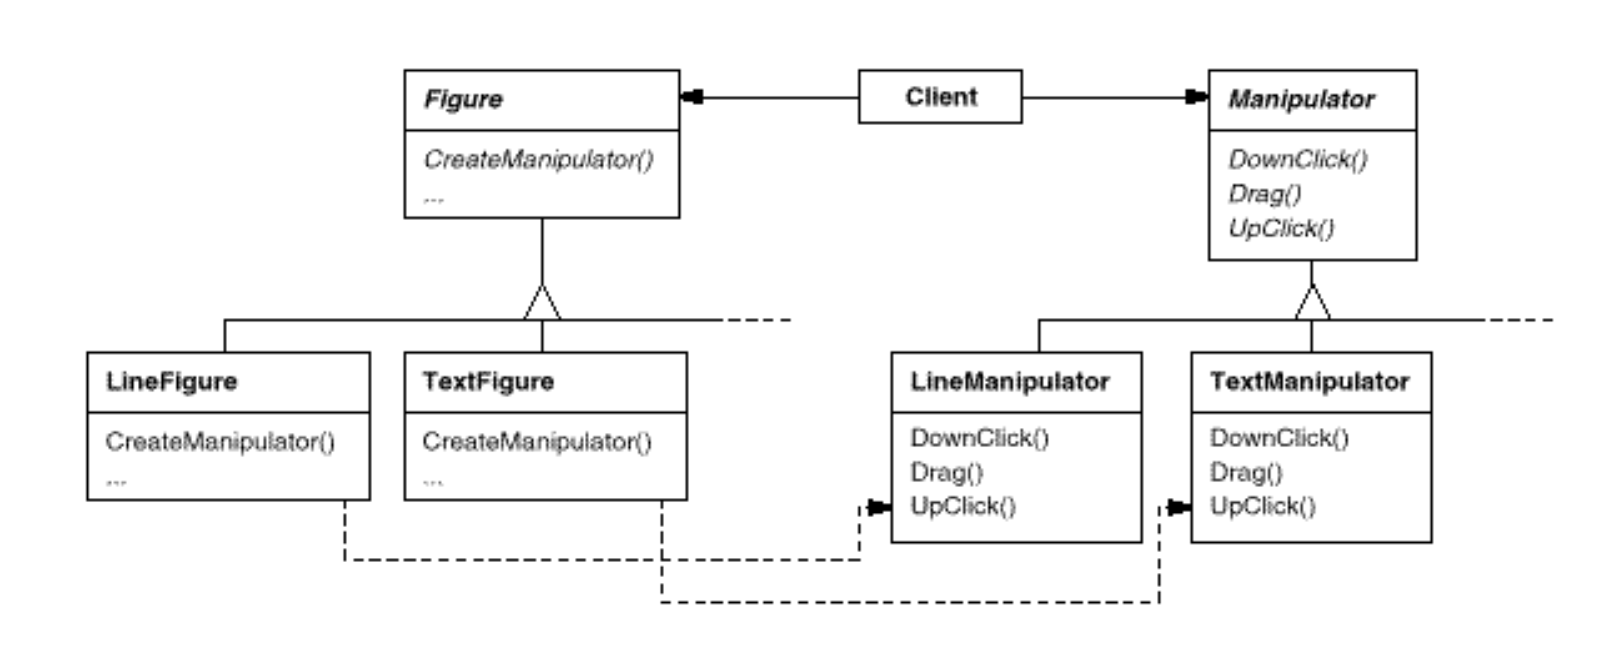 Figure
CreateManipulator()
...
Client
Manipulator
DownClick()
Drag()
UpClick()
LineFigure
CreateManipulator()
...
TextFigure
CreateManipulator()
...
LineManipulator
DownClick()
Drag()
UpClick()
TextManipulator
DownClick()
Drag()
UpClick()